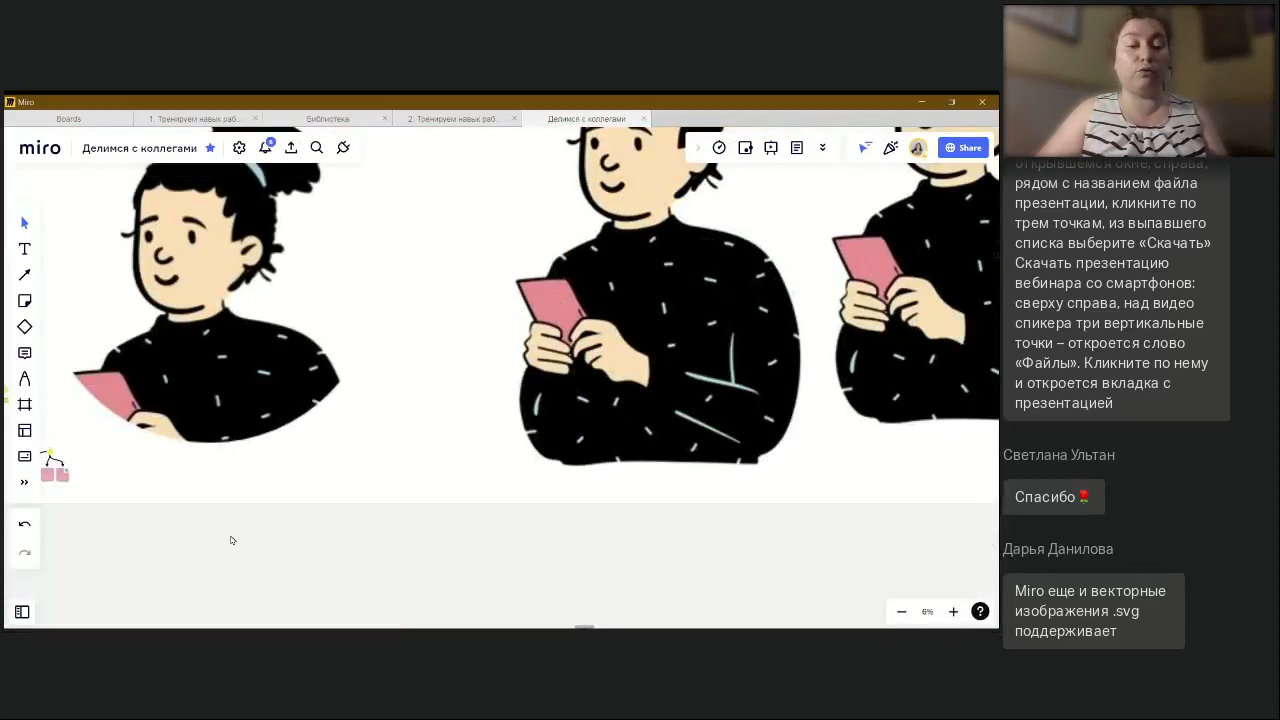 Miro
Boards
1. Тренируем навык раб...
Библиотека
2. Тренируем навык раб...
Делимся с коллегами
miro
Делимся с коллегами
6
Share
6%
открывшемся окне, справа,
рядом с названием файла
презентации, кликните по
трем точкам, из выпавшего
списка выберите «Скачать»
Скачать презентацию
вебинара со смартфонов:
сверху справа, над видео
спикера три вертикальные
точки – откроется слово
«Файлы». Кликните по нему
и откроется вкладка с
презентацией
Светлана Ультан
Спасибо🌹
Дарья Данилова
Miro еще и векторные
изображения .svg
поддерживает